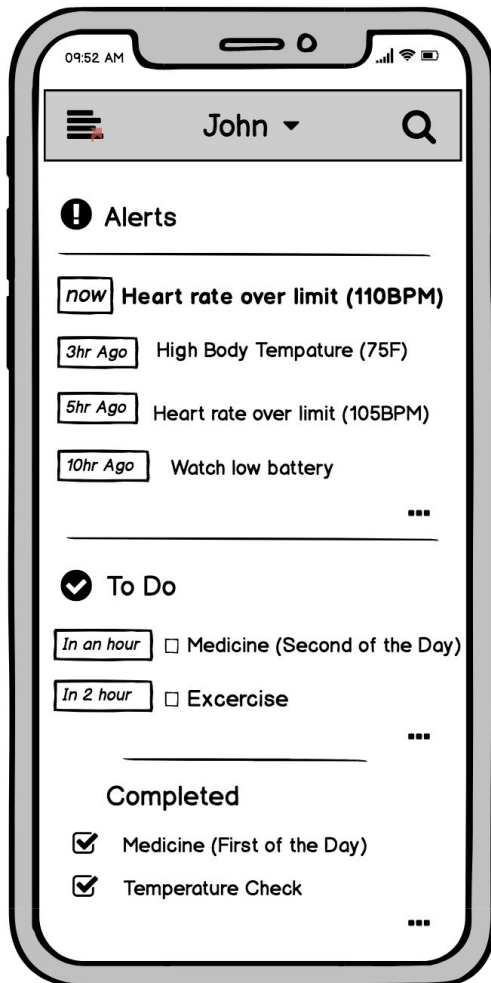 09:52 AM
John
Alerts
now Heart rate over limit (110BPM)
3hr Ago High Body Tempature (75F)
5hr Ago Heart rate over limit (105BPM)
10hr Ago Watch low battery
To Do
In an hour Medicine (Second of the Day)
In 2 hour Excercise
Completed
Medicine (First of the Day)
Temperature Check